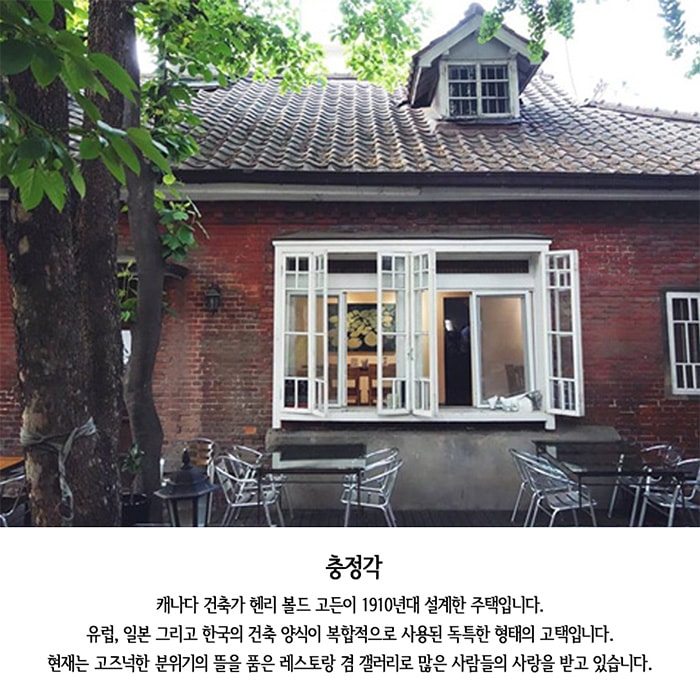 충정각
캐나다 건축가 헨리 볼드 고든이 1910년대 설계한 주택입니다.
유럽, 일본 그리고 한국의 건축 양식이 복합적으로 사용된 독특한 형태의 고택입니다.
현재는 고즈넉한 분위기의 뜰을 품은 레스토랑 겸 갤러리로 많은 사람들의 사랑을 받고 있습니다.